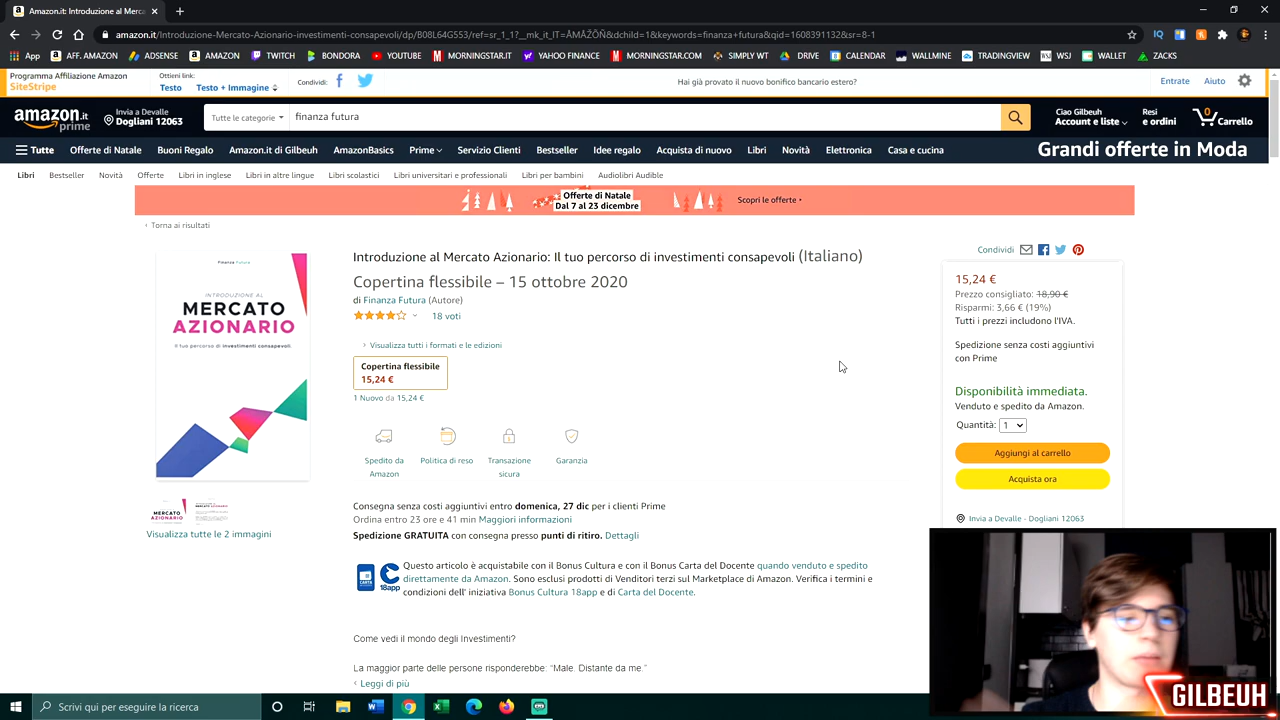 Amazon.it: Introduzione al Merca
amazon.it/Introduzione-Mercato-Azionario-investimenti-consapevoli/dp/B08L64G553/ref=sr_1_1?__mk_it_IT=ÅMÅŽÕÑ&dchild=1&keywords=finanza+futura&qid=1608391132&sr=8-1
App AFF. AMAZON ADSENSE AMAZON TWITCH BONDORA YOUTUBE MORNINGSTAR.IT YAHOO FINANCE MORNINGSTAR.COM SIMPLY WT DRIVE CALENDAR WALLMINE TRADINGVIEW WSJ WALLET ZACKS
Programma Affiliazione Amazon
SiteStripe
Ottieni link:
Testo Testo + Immagine
Condividi:
Hai già provato il nuovo bonifico bancario estero?
Entrate Aiuto
amazon.it
prime
Invia a Davide
Dogliani 12063
Tutte le categorie
finanza futura
Ciao Gilbeuh
Account e liste
Resi
e ordini
0
Carrello
Tutte Offerte di Natale Buoni Regalo Amazon.it di Gilbeuh AmazonBasics Prime Servizio Clienti Bestseller Idee regalo Acquista di nuovo Libri Novità Elettronica Casa e cucina
Grandi offerte in Moda
Libri Bestseller Novità Offerte Libri in inglese Libri in altre lingue Libri scolastici Libri universitari e professionali Libri per bambini Audiolibri Audible
Offerte di Natale
Dal 7 al 23 dicembre
Scopri le offerte
‹ Torna ai risultati
Finanza Futura
INTRODUZIONE AL
MERCATO
AZIONARIO
Il tuo percorso di investimenti consapevoli
MERCATO
AZIONARIO
Visualizza tutte le 2 immagini
Introduzione al Mercato Azionario: Il tuo percorso di investimenti consapevoli (Italiano)
Copertina flessibile – 15 ottobre 2020
di Finanza Futura (Autore)
18 voti
› Visualizza tutti i formati e le edizioni
Copertina flessibile
15,24 €
1 Nuovo da 15,24 €
Spedito da
Amazon
Politica di reso
Transazione
sicura
Garanzia
Consegna senza costi aggiuntivi entro domenica, 27 dic per i clienti Prime
Ordina entro 23 ore e 41 min Maggiori informazioni
Spedizione GRATUITA con consegna presso punti di ritiro. Dettagli
CARTA
18app
Questo articolo è acquistabile con il Bonus Cultura e con il Bonus Carta del Docente quando venduto e spedito
direttamente da Amazon. Sono esclusi prodotti di Venditori terzi sul Marketplace di Amazon. Verifica i termini e
condizioni dell' iniziativa Bonus Cultura 18app e di Carta del Docente.
Come vedi il mondo degli Investimenti?
La maggior parte delle persone risponderebbe: “Male. Distante da me.”
‹ Leggi di più
Condividi
15,24 €
Prezzo consigliato: 18,90 €
Risparmi: 3,66 € (19%)
Tutti i prezzi includono l'IVA.
Spedizione senza costi aggiuntivi
con Prime
Disponibilità immediata.
Venduto e spedito da Amazon.
Quantità: 1
Aggiungi al carrello
Acquista ora
Invia a Devalle - Dogliani 12063
GILBEUH
Scrivi qui per eseguire la ricerca